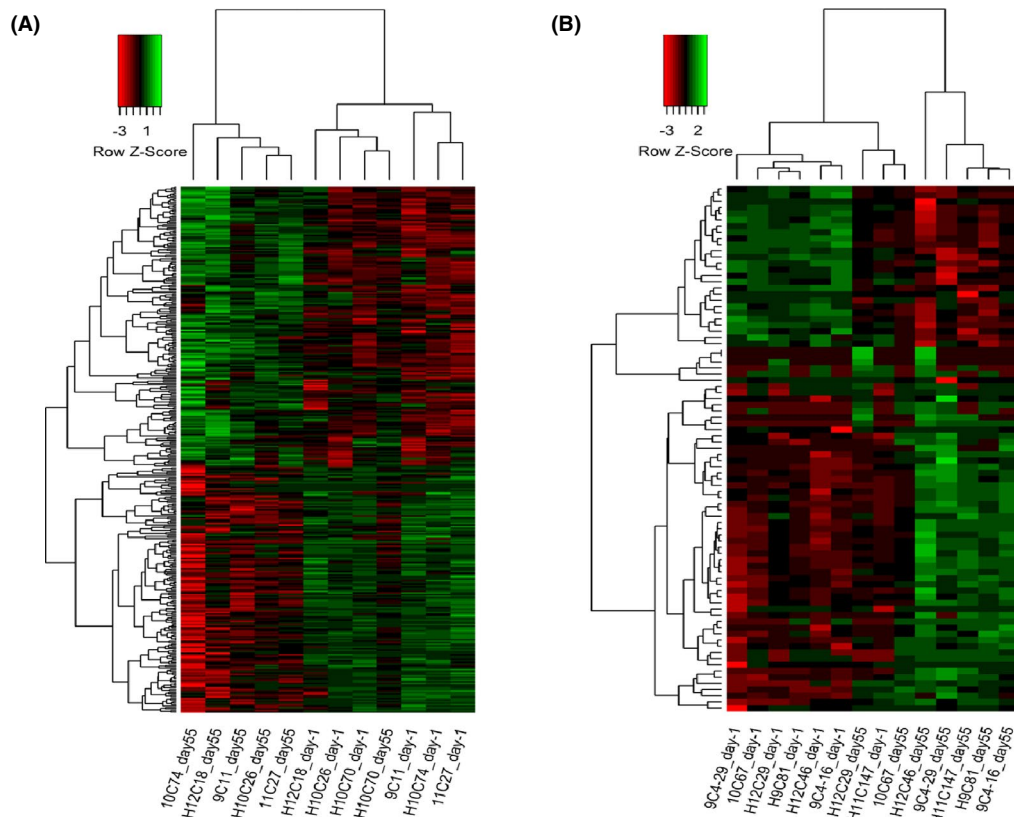 (A)
(B)
-3 1
Row Z-Score
-3 2
Row Z-Score
10C74_day55
H12C18_day55
9C11_day55
H10C26_day55
11C27_day55
H12C18_day-1
H10C26_day-1
H10C70_day-1
H10C70_day55
9C11_day-1
H10C74_day-1
11C27_day-1
9C4-29_day-1
10C67_day-1
H12C29_day-1
H9C81_day-1
H12C46_day-1
9C4-16_day-1
H12C29_day55
H11C147_day-1
10C67_day55
H12C46_day55
9C4-29_day55
H11C147_day55
H9C81_day55
9C4-16_day55